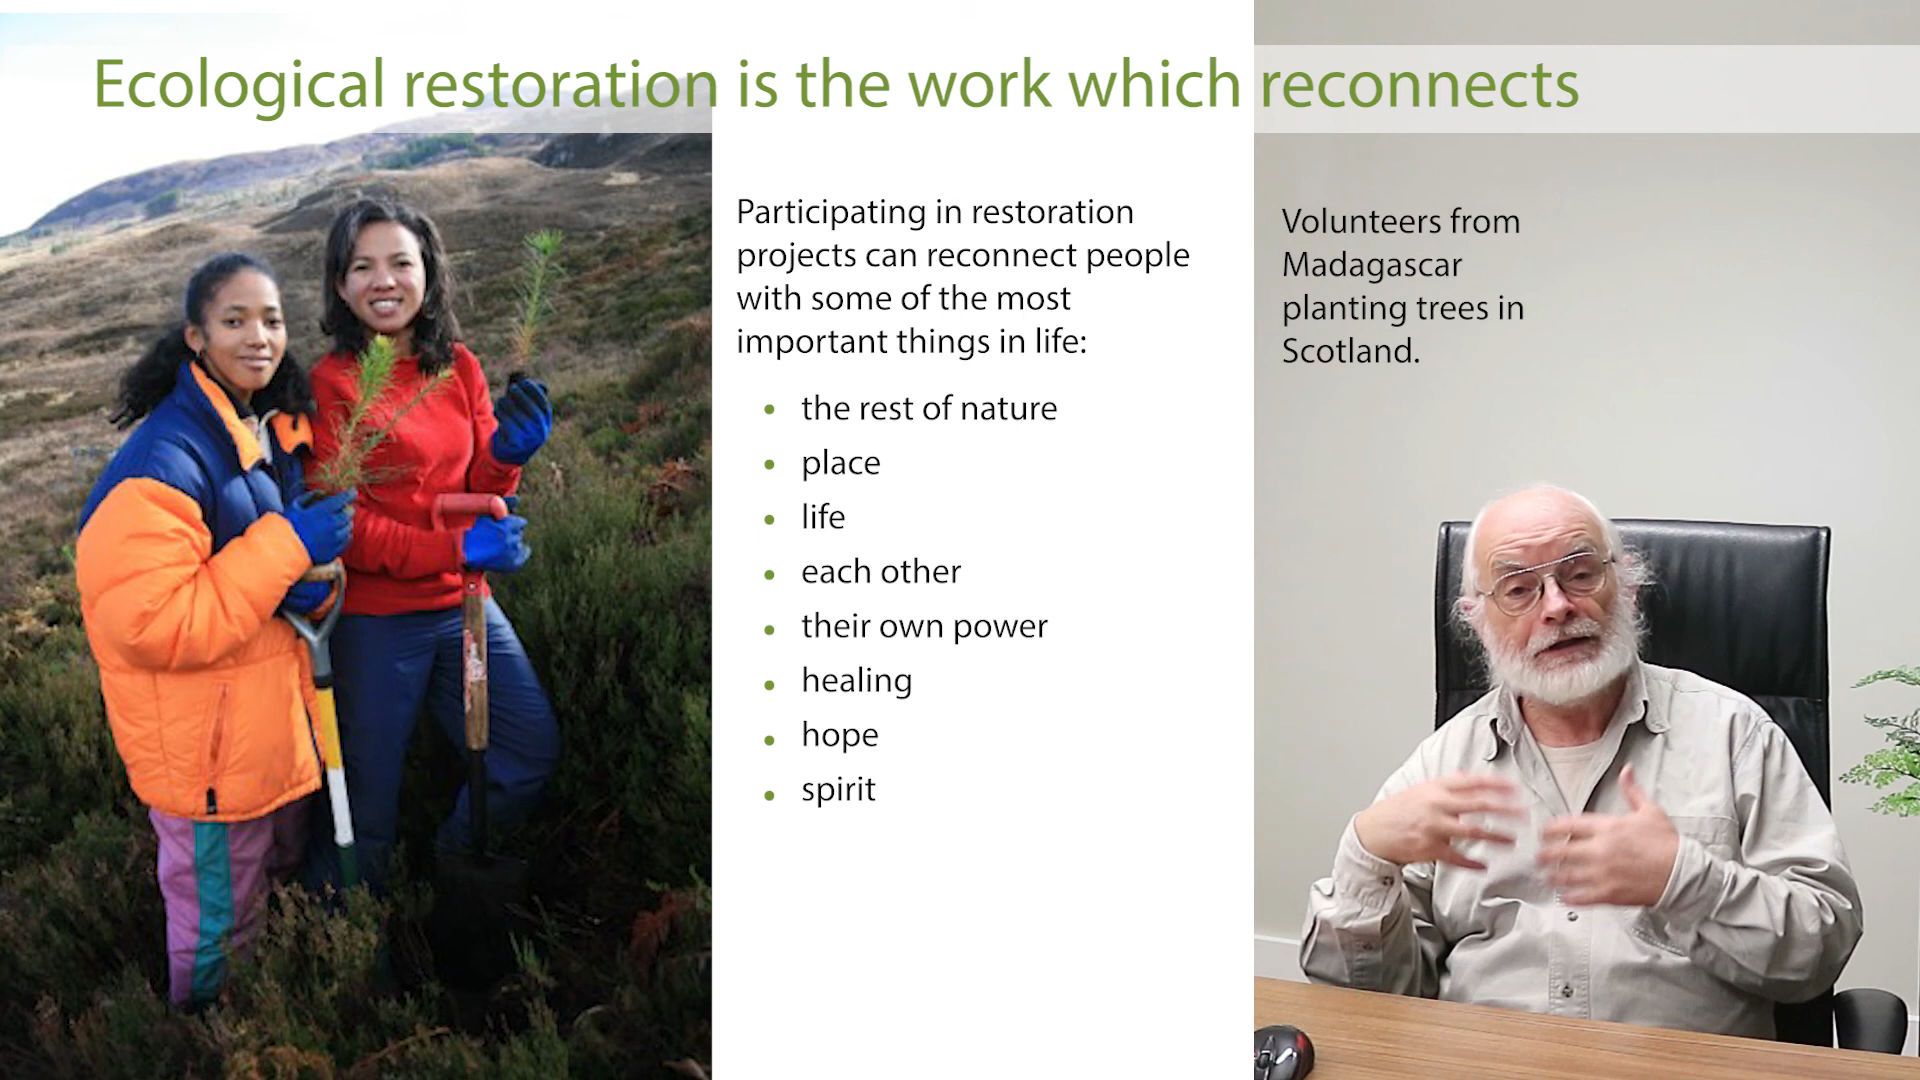 Ecological restoration is the work which reconnects
Participating in restoration
projects can reconnect people
with some of the most
important things in life:
• the rest of nature
• place
• life
• each other
• their own power
• healing
• hope
• spirit
Volunteers from
Madagascar
planting trees in
Scotland.